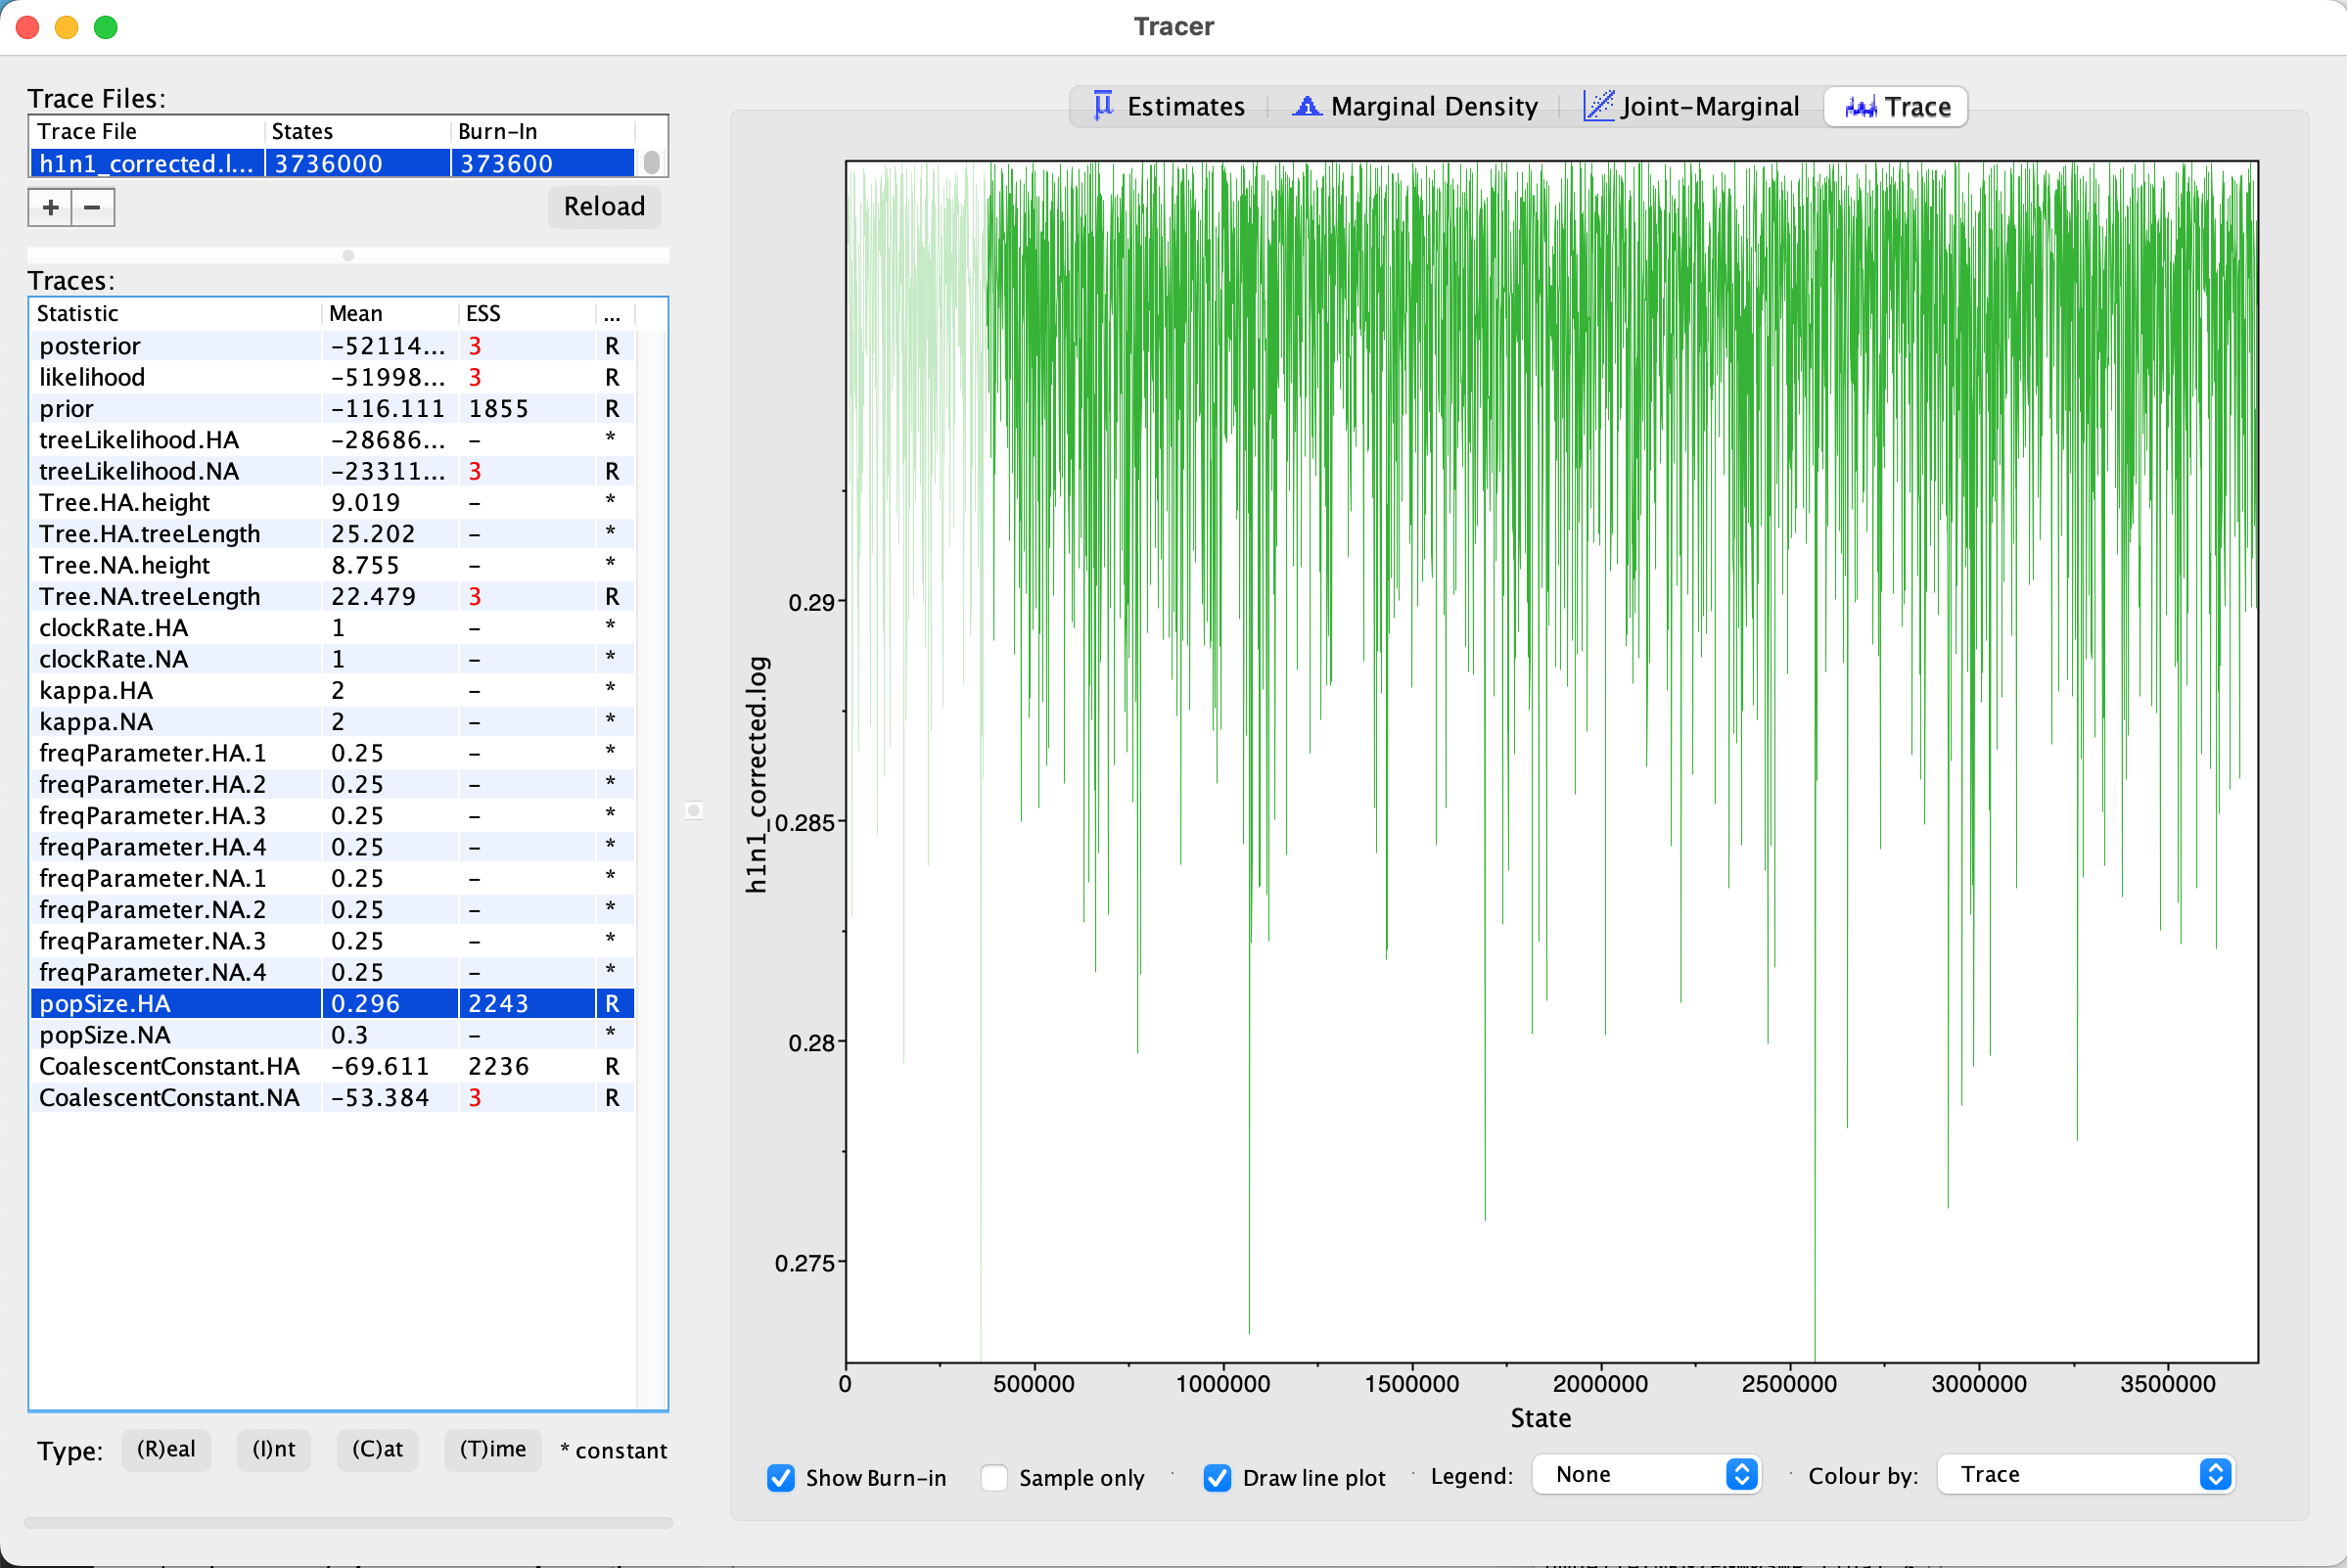 Tracer
Trace Files:
Trace File States Burn-In
h1n1_corrected.l... 3736000 373600
+ −
Reload
Traces:
Statistic Mean ESS ...
posterior -52114... 3 R
likelihood -51998... 3 R
prior -116.111 1855 R
treeLikelihood.HA -28686... - *
treeLikelihood.NA -23311... 3 R
Tree.HA.height 9.019 - *
Tree.HA.treeLength 25.202 - *
Tree.NA.height 8.755 - *
Tree.NA.treeLength 22.479 3 R
clockRate.HA 1 - *
clockRate.NA 1 - *
kappa.HA 2 - *
kappa.NA 2 - *
freqParameter.HA.1 0.25 - *
freqParameter.HA.2 0.25 - *
freqParameter.HA.3 0.25 - *
freqParameter.HA.4 0.25 - *
freqParameter.NA.1 0.25 - *
freqParameter.NA.2 0.25 - *
freqParameter.NA.3 0.25 - *
freqParameter.NA.4 0.25 - *
popSize.HA 0.296 2243 R
popSize.NA 0.3 - *
CoalescentConstant.HA -69.611 2236 R
CoalescentConstant.NA -53.384 3 R
Type: (R)eal (I)nt (C)at (T)ime * constant
Estimates Marginal Density Joint-Marginal Trace
h1n1_corrected.log
0.29
0.285
0.28
0.275
0 500000 1000000 1500000 2000000 2500000 3000000 3500000
State
Show Burn-in Sample only Draw line plot Legend: None Colour by: Trace